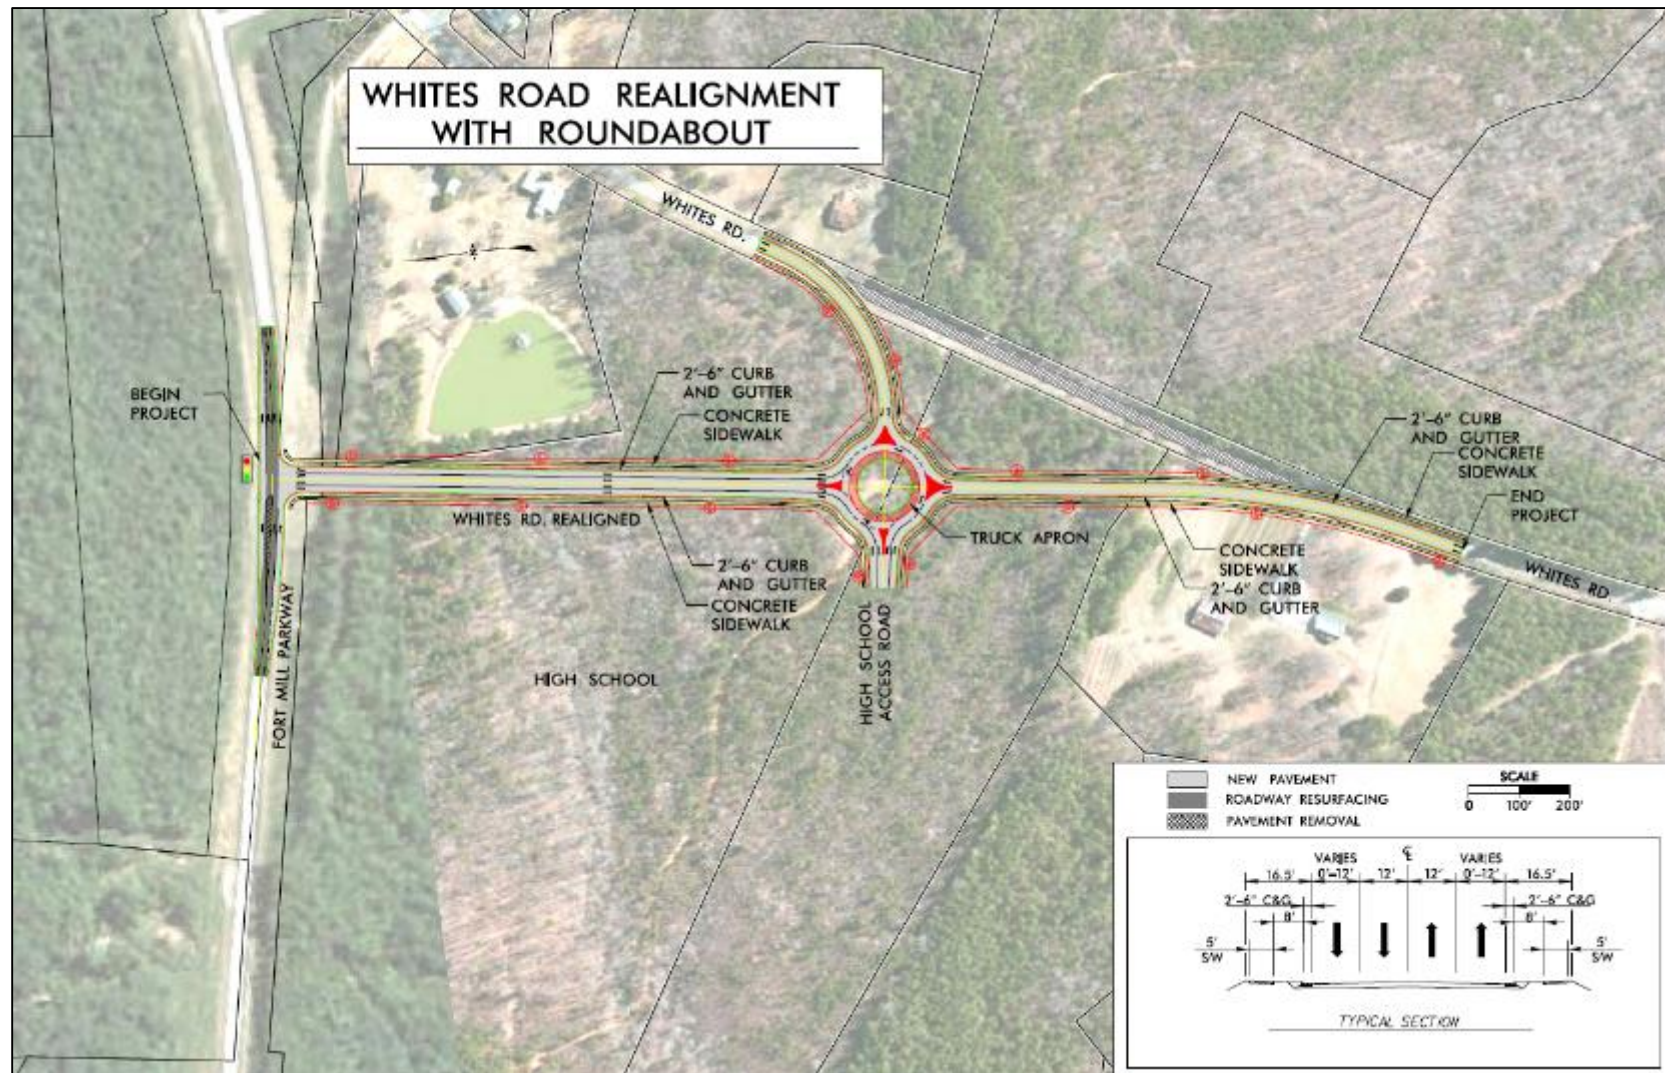 WHITES ROAD REALIGNMENT
WITH ROUNDABOUT
WHITES RD.
BEGIN
PROJECT
2'-6" CURB
AND GUTTER
CONCRETE
SIDEWALK
2'-6" CURB
AND GUTTER
CONCRETE
SIDEWALK
END
PROJECT
WHITES RD. REALIGNED
TRUCK APRON
2'-6" CURB
AND GUTTER
CONCRETE
SIDEWALK
CONCRETE
SIDEWALK
2'-6" CURB
AND GUTTER
WHITES RD.
FORT MILL PARKWAY
HIGH SCHOOL
HIGH SCHOOL
ACCESS ROAD
NEW PAVEMENT
ROADWAY RESURFACING
PAVEMENT REMOVAL
SCALE
0 100' 200'
VARIES ℄ VARIES
16.5' 0'-12' 12' 12' 0'-12' 16.5'
2'-6" C&G 2'-6" C&G
8' 8'
5' 5'
S/W S/W
TYPICAL SECTION